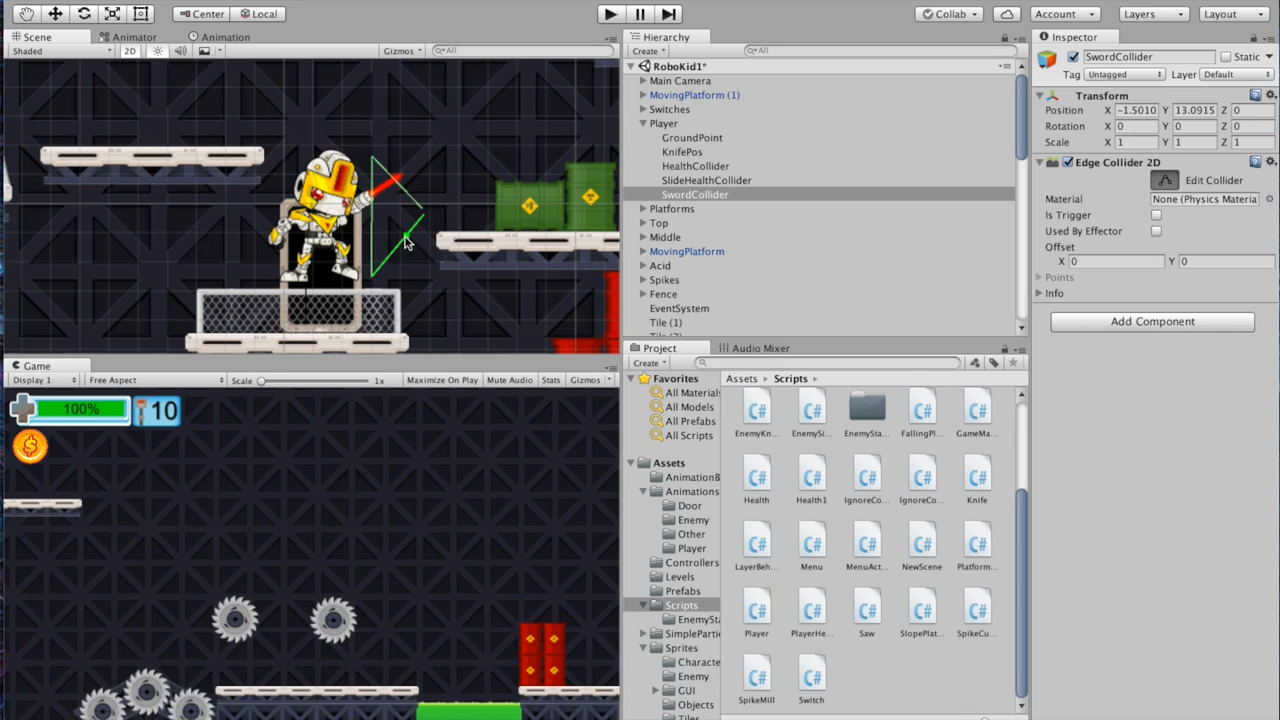 Center
Local
Collab
Account
Layers
Layout
Scene
Animator
Animation
Shaded
2D
Gizmos
All
Hierarchy
Create
All
RoboKid1*
Main Camera
MovingPlatform (1)
Switches
Player
GroundPoint
KnifePos
HealthCollider
SlideHealthCollider
SwordCollider
Platforms
Top
Middle
MovingPlatform
Acid
Spikes
Fence
EventSystem
Tile (1)
Inspector
SwordCollider
Static
Tag Untagged
Layer Default
Transform
Position X -1.5010 Y 13.0915 Z 0
Rotation X 0 Y 0 Z 0
Scale X 1 Y 1 Z 1
Edge Collider 2D
Edit Collider
Material None (Physics Materia
Is Trigger
Used By Effector
Offset
X 0 Y 0
Points
Info
Add Component
Game
Display 1
Free Aspect
Scale
1x
Maximize On Play
Mute Audio
Stats
Gizmos
100%
10
Project
Audio Mixer
Create
Favorites
All Materials
All Models
All Prefabs
All Scripts
Assets
AnimationB
Animations
Door
Enemy
Other
Player
Controllers
Levels
Prefabs
Scripts
EnemySta
SimpleParti
Sprites
Characte
Enemy
GUI
Objects
Tiles
Assets
Scripts
EnemyKn...
EnemySi...
EnemySta...
FallingPl...
GameMa...
Health
Health1
IgnoreCo...
IgnoreCo...
Knife
LayerBeh...
Menu
MenuAct...
NewScene
Platform...
Player
PlayerHe...
Saw
SlopePlat...
SpikeCu...
SpikeMill
Switch